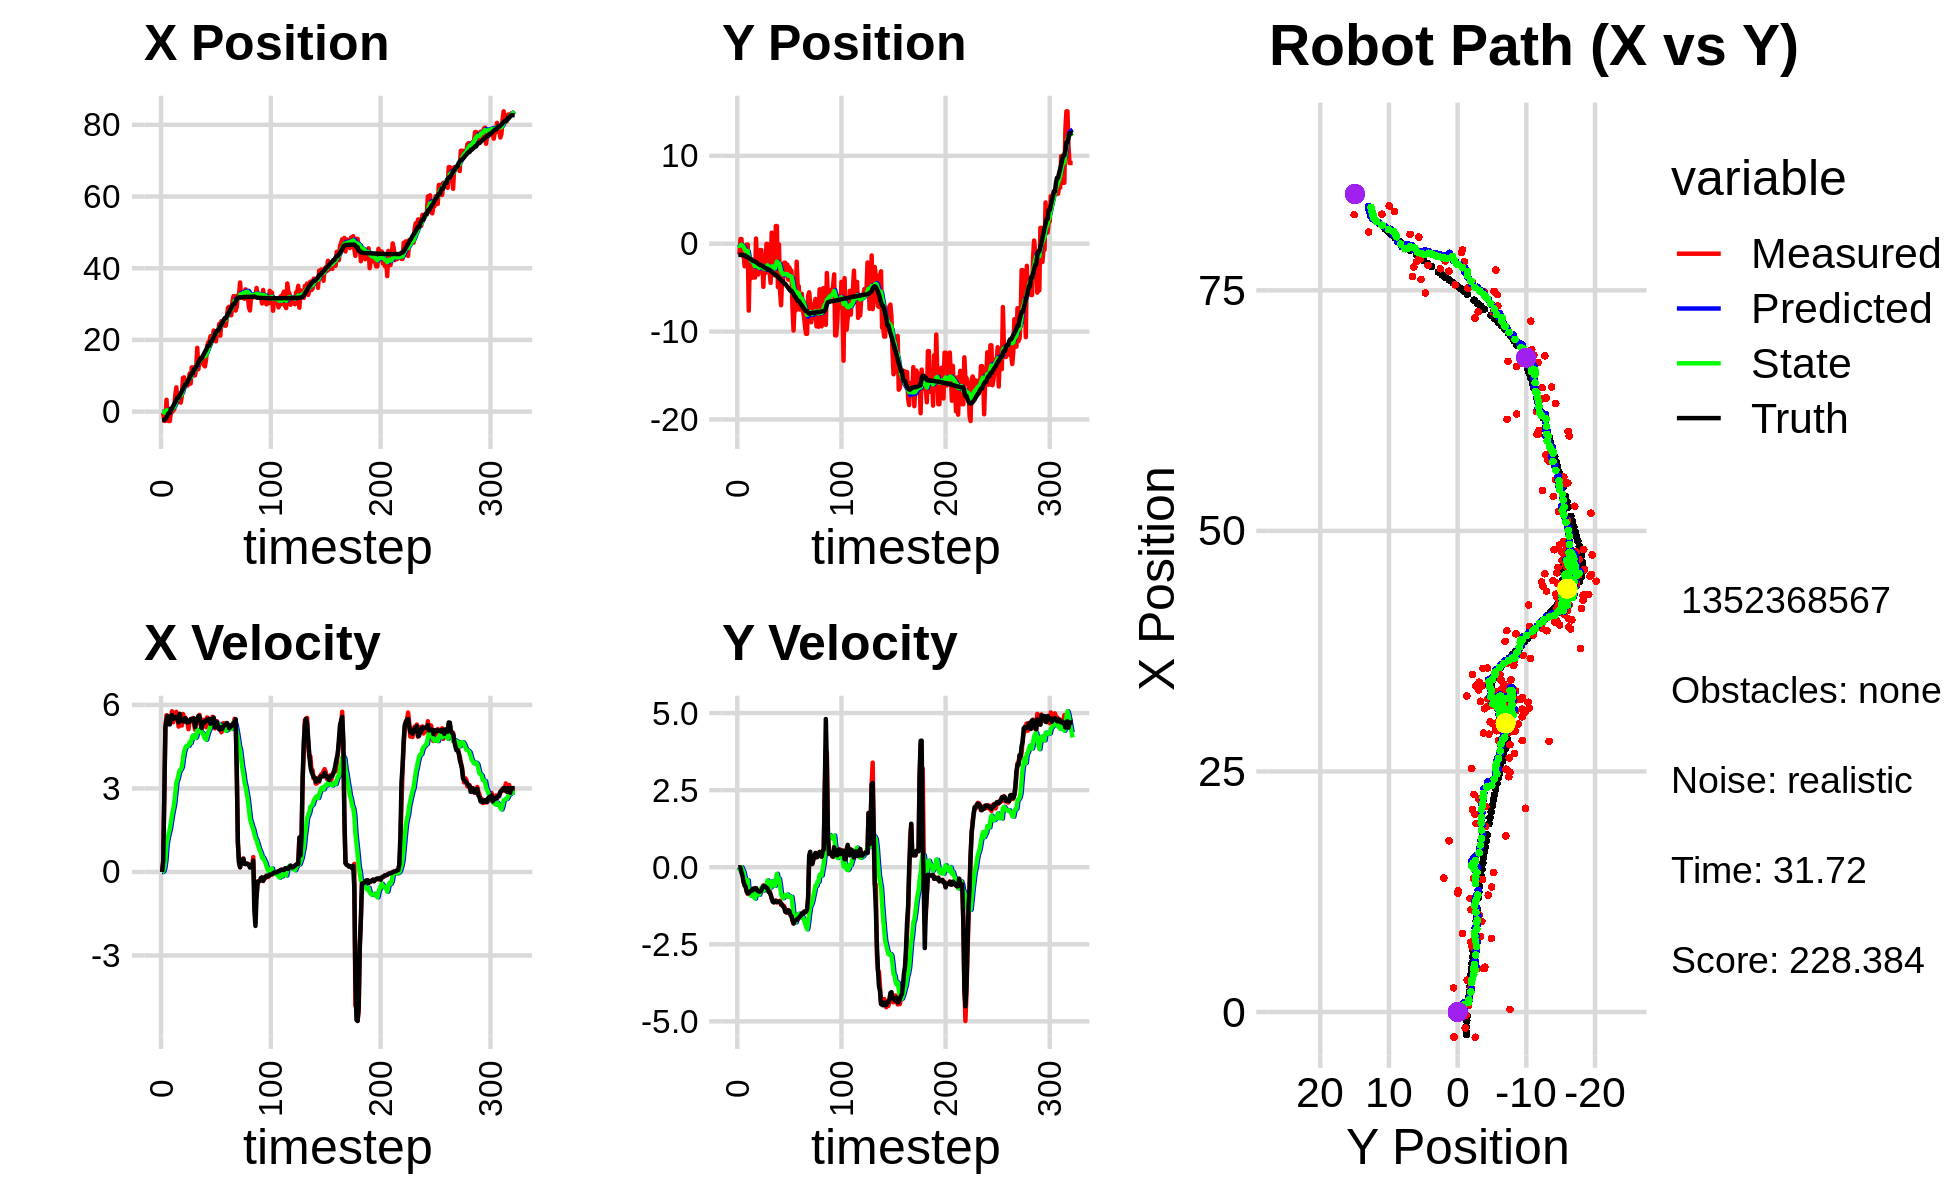 X Position
80
60
40
20
0
0
100
200
300
timestep
Y Position
10
0
-10
-20
0
100
200
300
timestep
X Velocity
6
3
0
-3
0
100
200
300
timestep
Y Velocity
5.0
2.5
0.0
-2.5
-5.0
0
100
200
300
timestep
Robot Path (X vs Y)
X Position
75
50
25
0
20
10
0
-10
-20
Y Position
variable
Measured
Predicted
State
Truth
1352368567
Obstacles: none
Noise: realistic
Time: 31.72
Score: 228.384